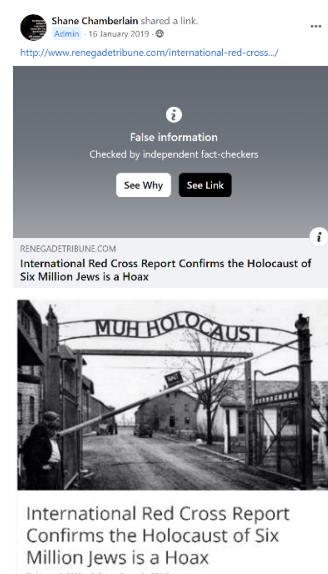 Shane Chamberlain shared a link.
Admin · 16 January 2019 ·
http://www.renegadetribune.com/international-red-cross.../
False information
Checked by independent fact-checkers
See Why
See Link
RENEGADETRIBUNE.COM
International Red Cross Report Confirms the Holocaust of
Six Million Jews is a Hoax
MUH HOLOCAUST
International Red Cross Report
Confirms the Holocaust of Six
Million Jews is a Hoax